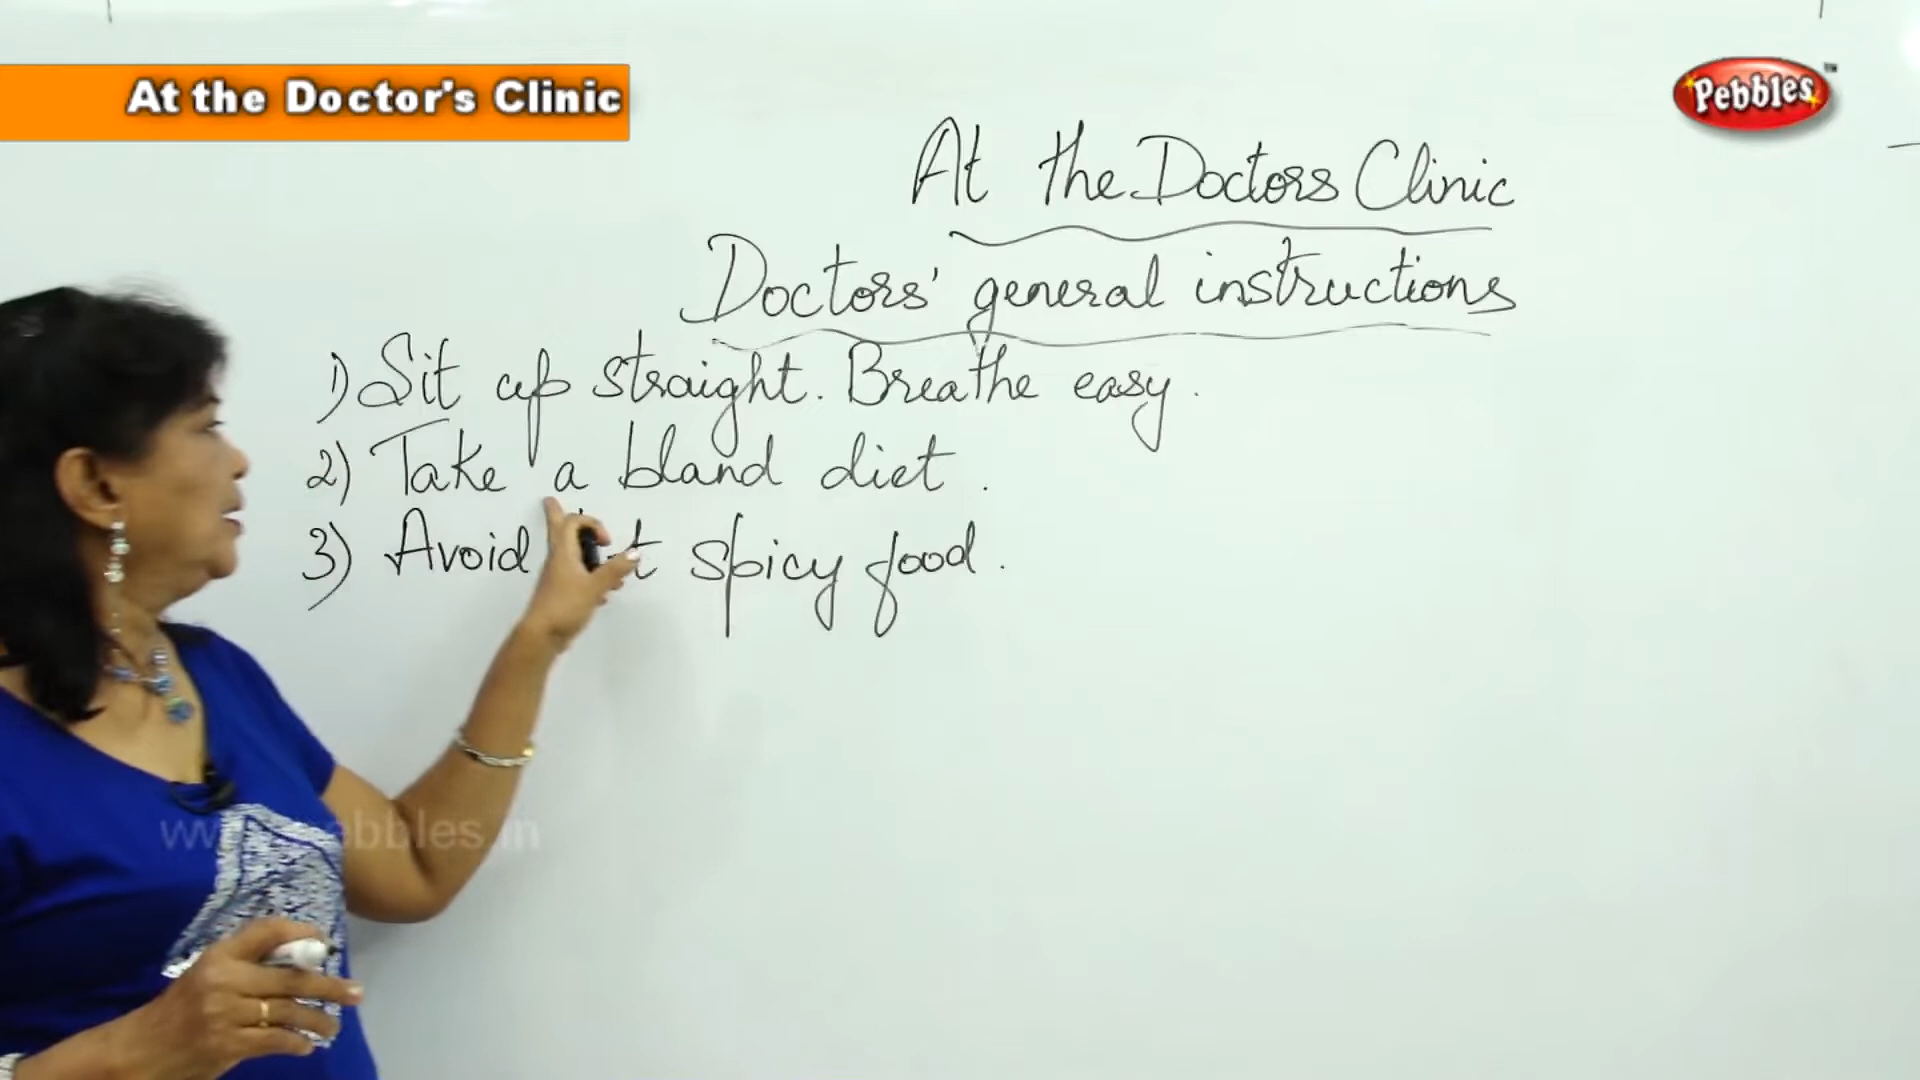 At the Doctor's Clinic
Pebbles™
At the Doctors Clinic
Doctors' general instructions
1) Sit up straight. Breathe easy.
2) Take a bland diet.
3) Avoid spicy food.